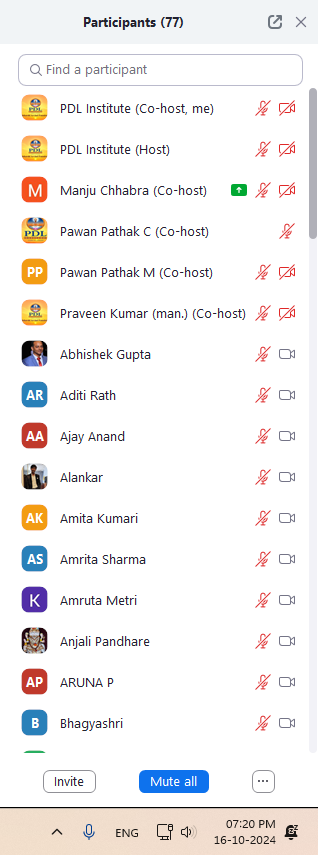 Participants (77)
Find a participant
PDL Institute (Co-host, me)
PDL Institute (Host)
M Manju Chhabra (Co-host)
PDL Pawan Pathak C (Co-host)
PP Pawan Pathak M (Co-host)
Praveen Kumar (man.) (Co-host)
Abhishek Gupta
AR Aditi Rath
AA Ajay Anand
Alankar
AK Amita Kumari
AS Amrita Sharma
K Amruta Metri
Anjali Pandhare
AP ARUNA P
B Bhagyashri
Invite Mute all ...
ENG 07:20 PM
16-10-2024